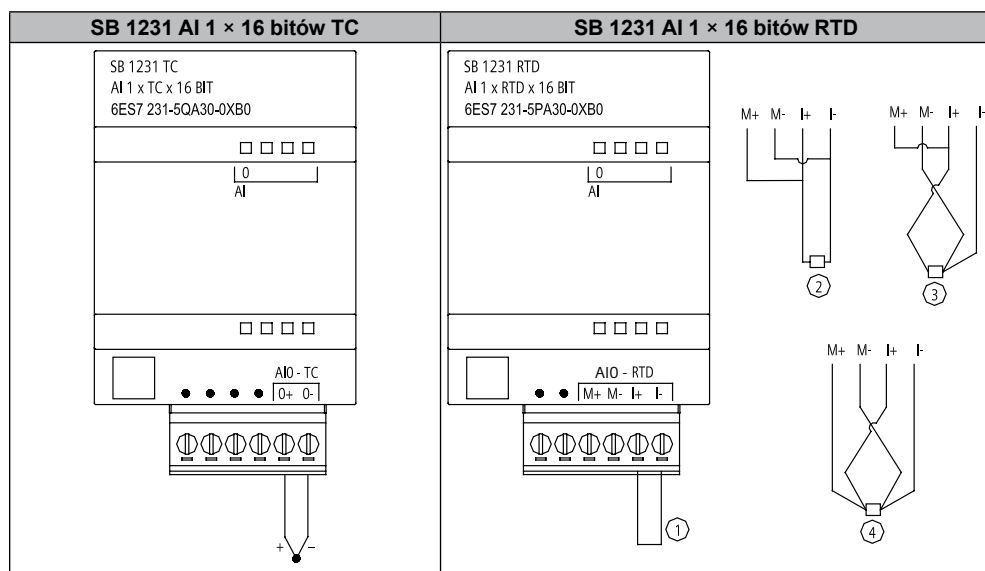 SB 1231 AI 1 × 16 bitów TC
SB 1231 AI 1 × 16 bitów RTD
SB 1231 TC
AI 1 x TC x 16 BIT
6ES7 231-5QA30-0XB0
0
AI
AI0 - TC
0+ 0-
+ –
SB 1231 RTD
AI 1 x RTD x 16 BIT
6ES7 231-5PA30-0XB0
0
AI
AI0 - RTD
M+ M- I+ I-
1
M+ M- I+ I-
2
M+ M- I+ I-
3
M+ M- I+ I-
4